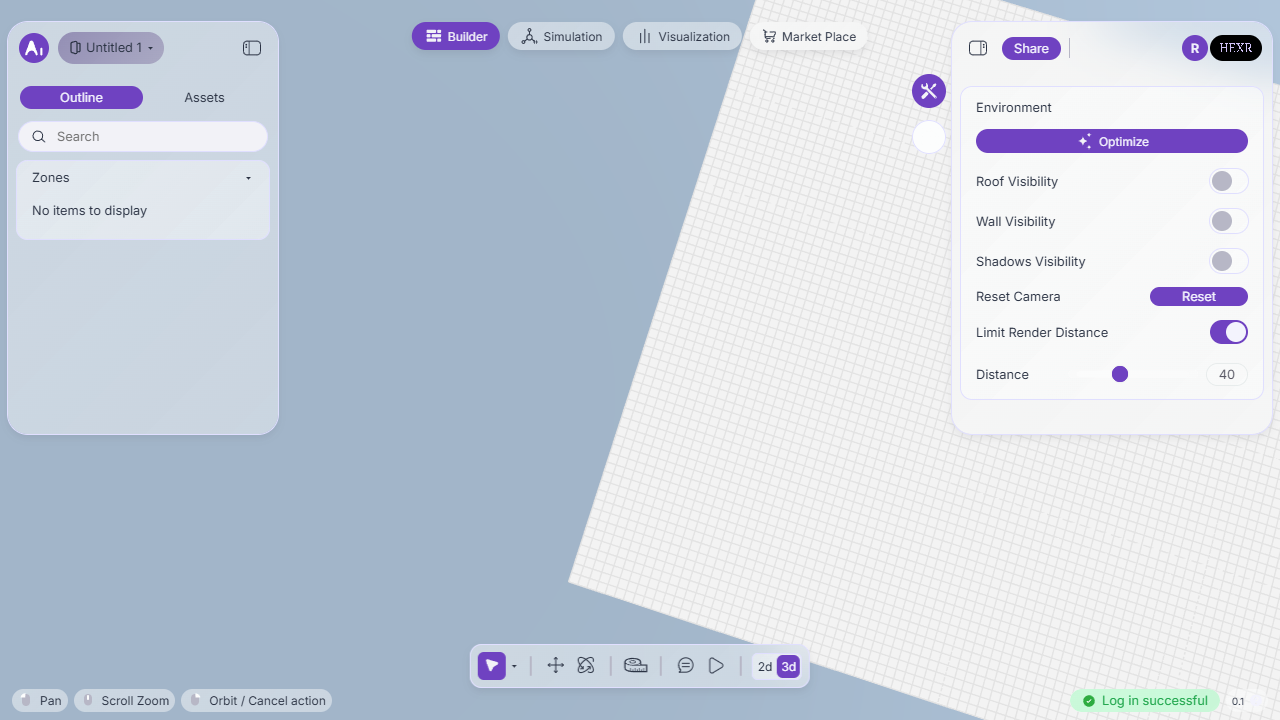 Untitled 1
Outline
Assets
Search
Zones
No items to display
Builder
Simulation
Visualization
Market Place
Share
R
HEXR
Environment
Optimize
Roof Visibility
Wall Visibility
Shadows Visibility
Reset Camera
Reset
Limit Render Distance
Distance
40
2d
3d
Pan
Scroll Zoom
Orbit / Cancel action
Log in successful
0.1